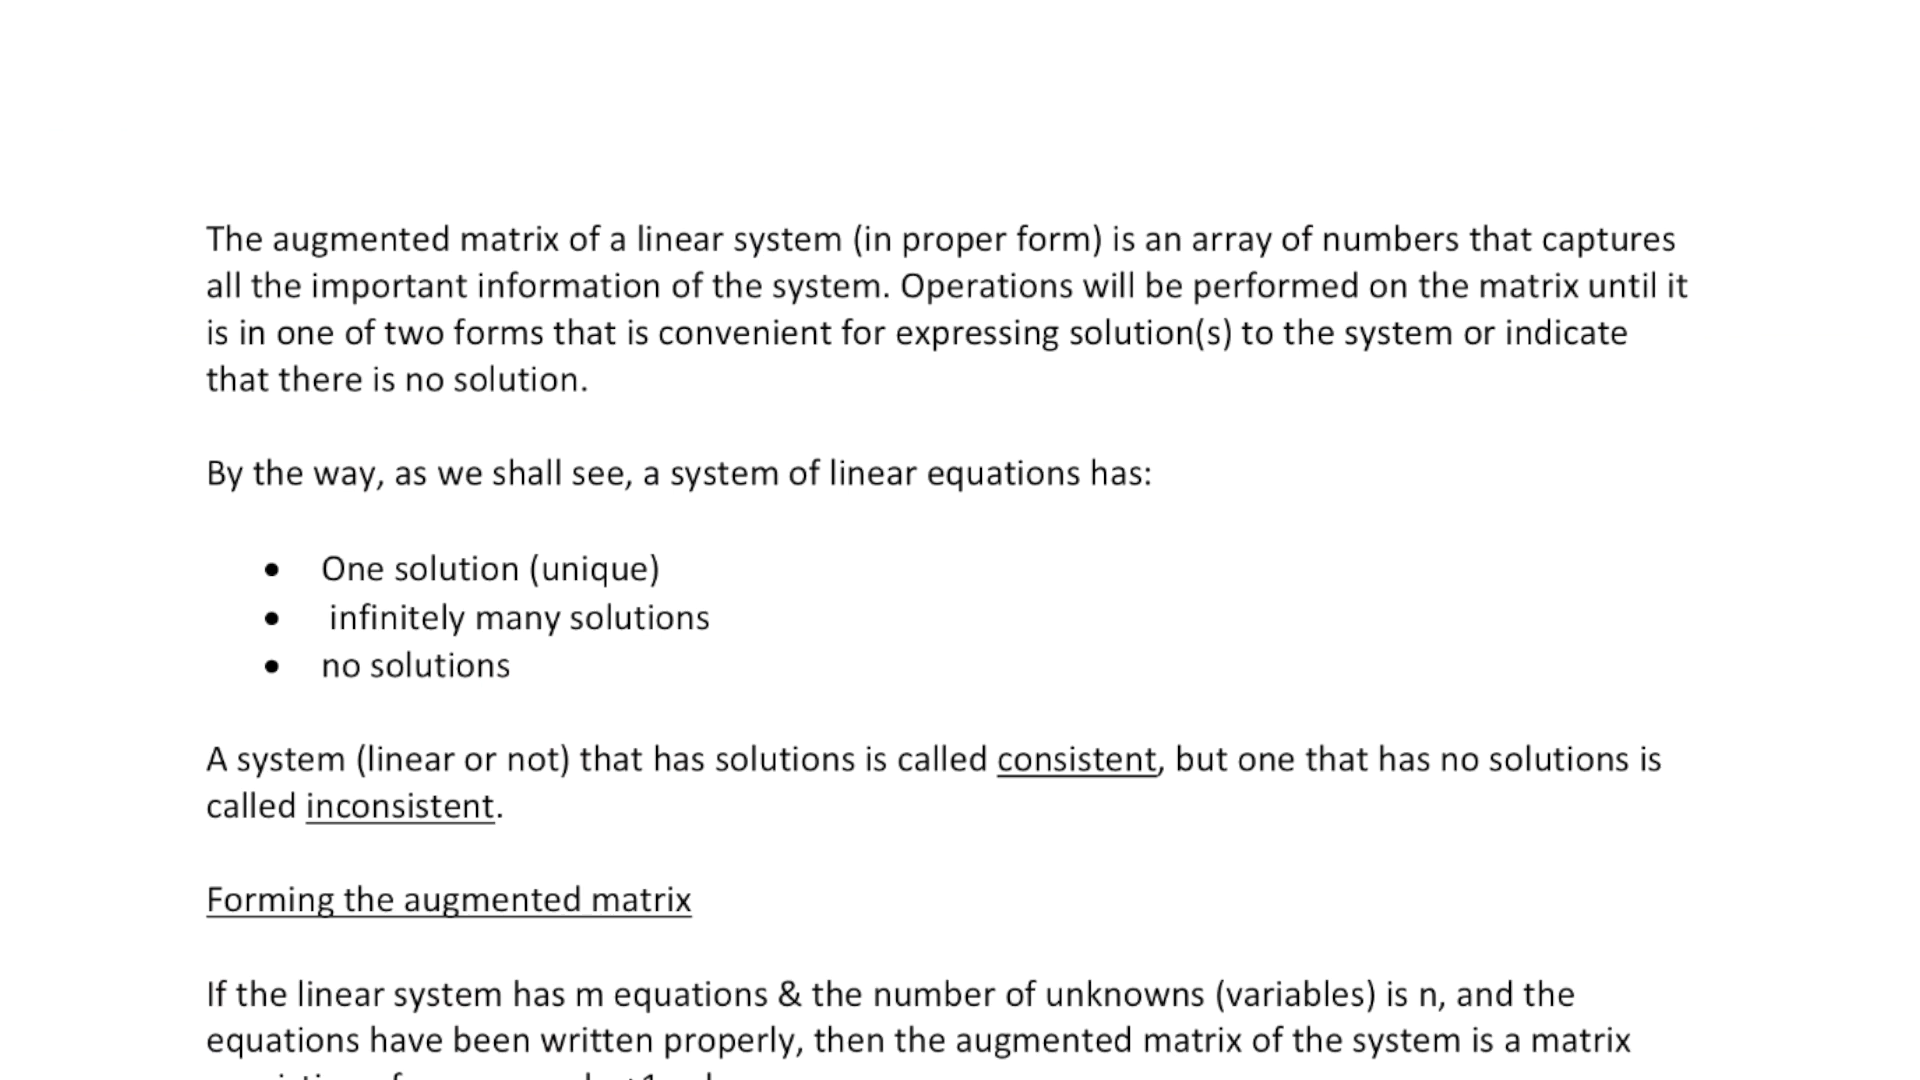 The augmented matrix of a linear system (in proper form) is an array of numbers that captures
all the important information of the system. Operations will be performed on the matrix until it
is in one of two forms that is convenient for expressing solution(s) to the system or indicate
that there is no solution.
By the way, as we shall see, a system of linear equations has:
• One solution (unique)
• infinitely many solutions
• no solutions
A system (linear or not) that has solutions is called consistent, but one that has no solutions is
called inconsistent.
Forming the augmented matrix
If the linear system has m equations & the number of unknowns (variables) is n, and the
equations have been written properly, then the augmented matrix of the system is a matrix